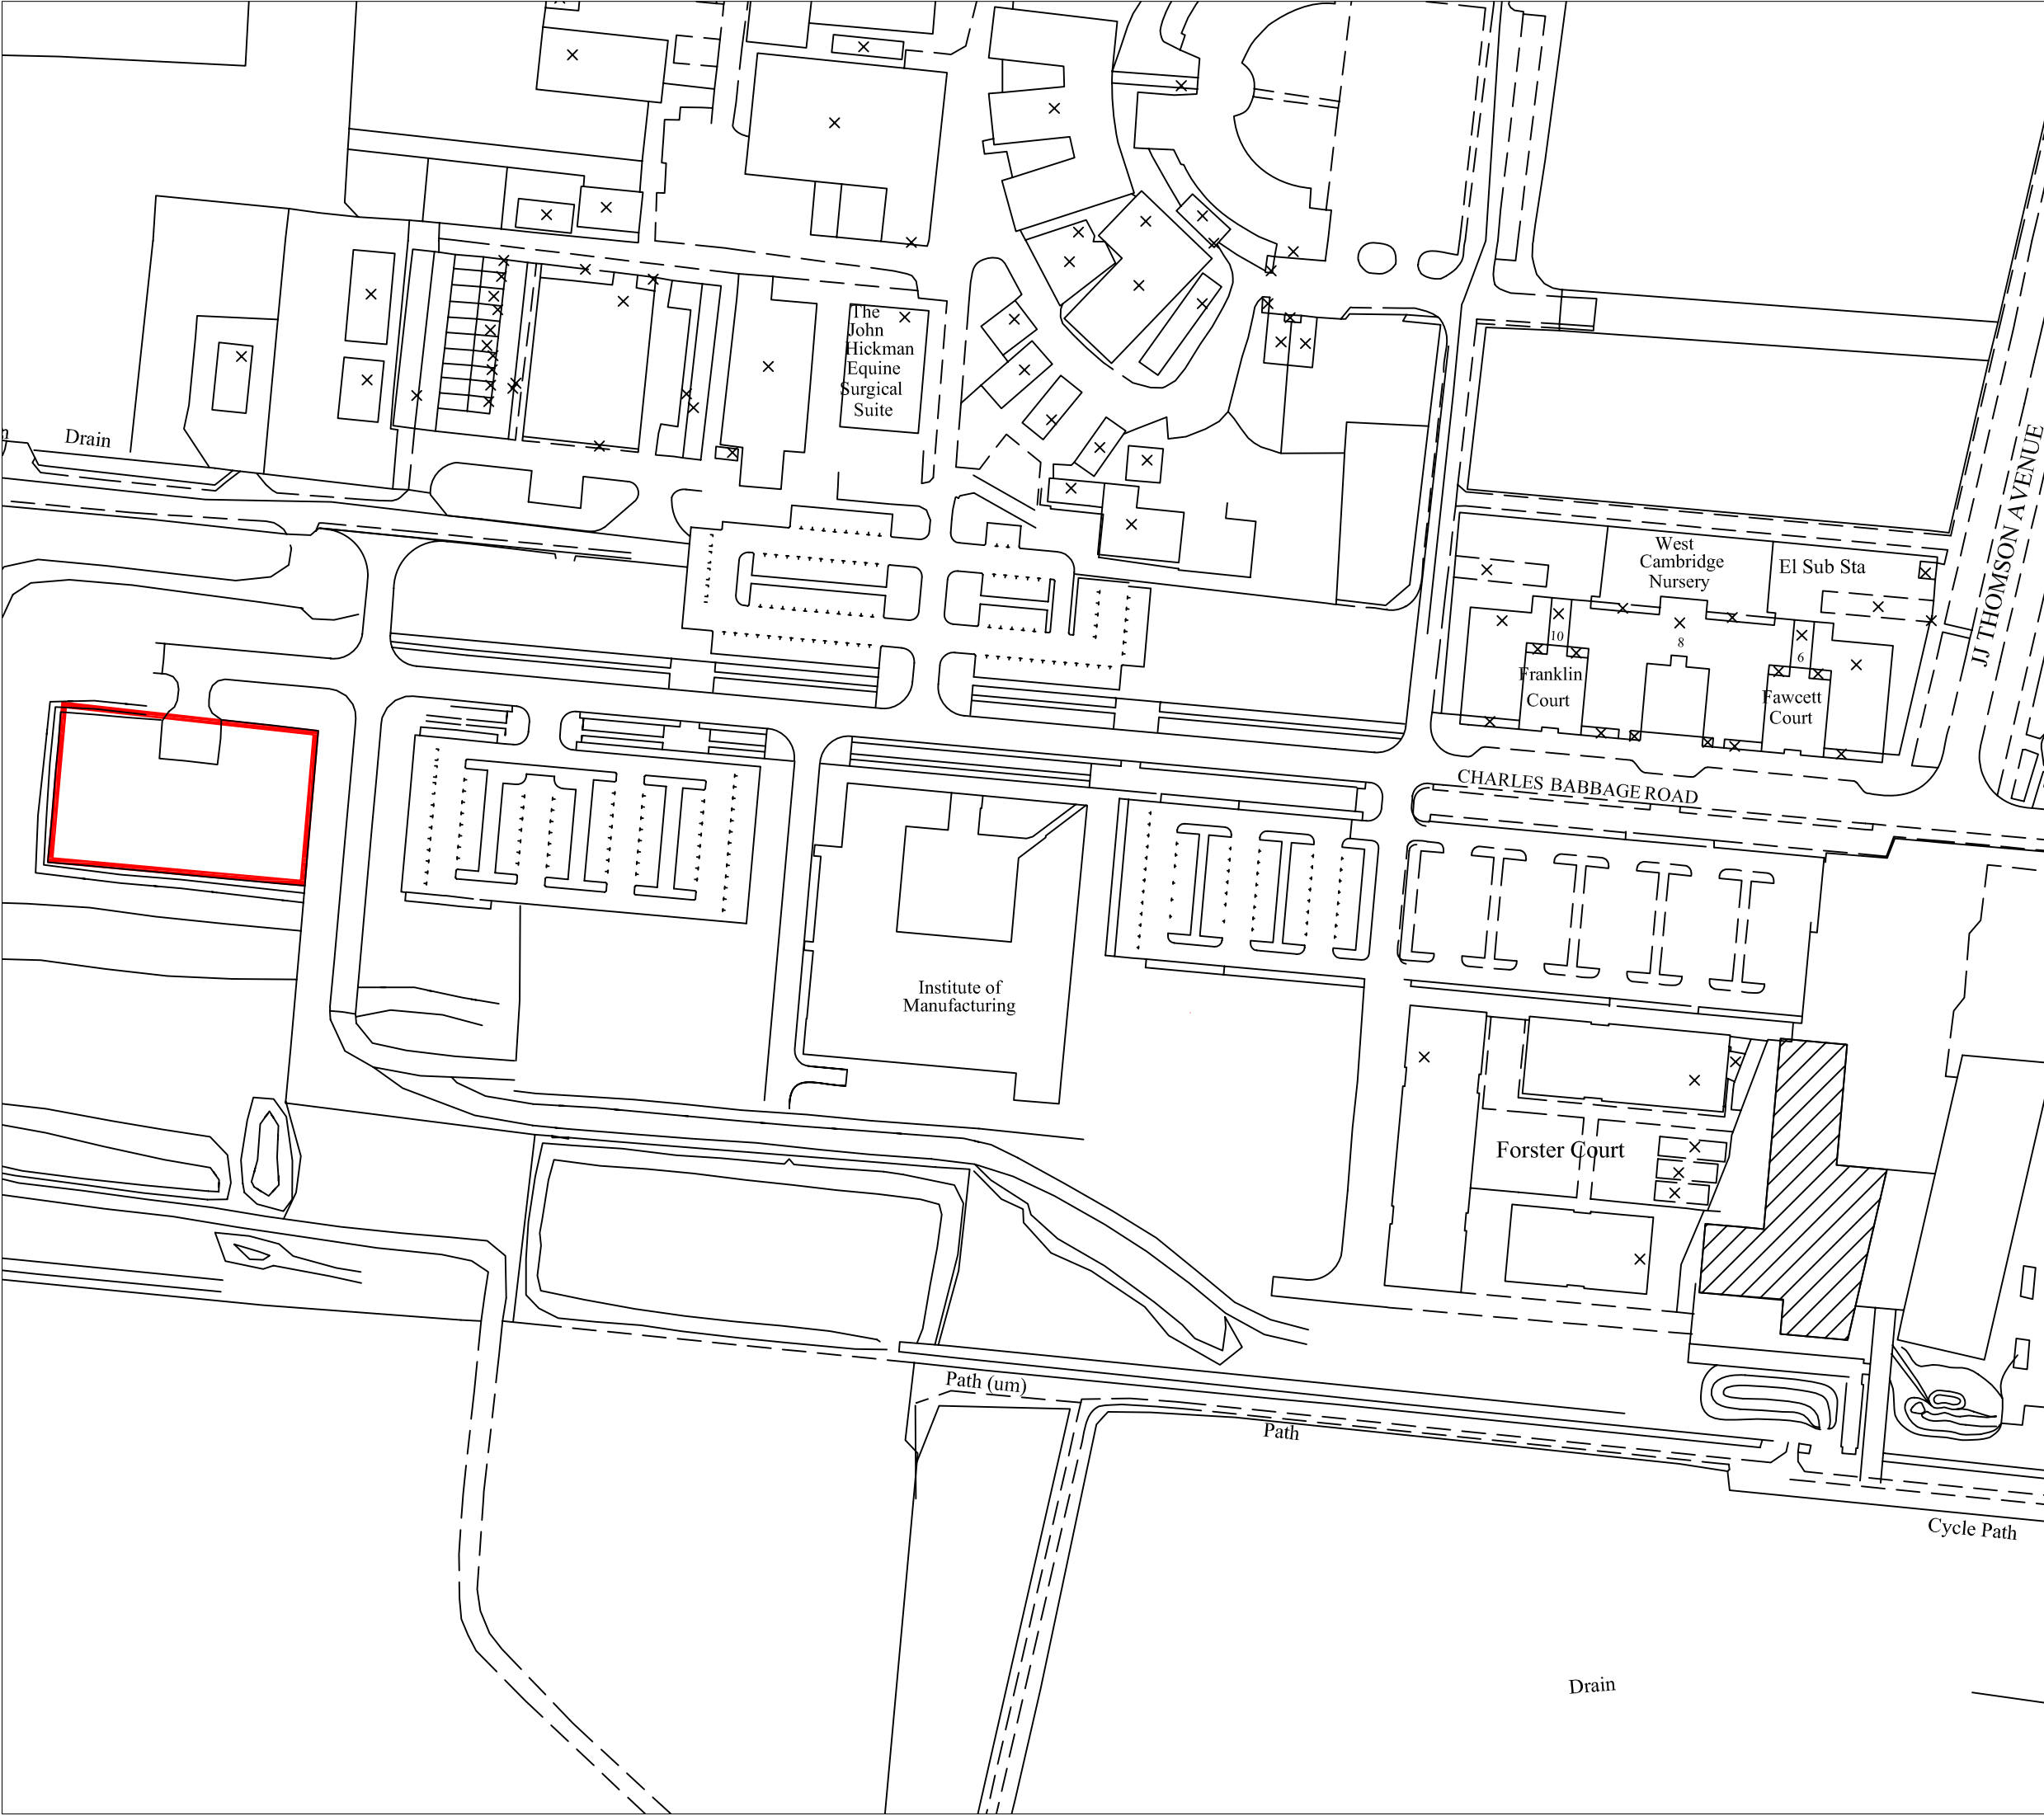 The
John
Hickman
Equine
Surgical
Suite
Drain
JJ THOMSON AVENUE
West
Cambridge
Nursery
El Sub Sta
10
8
6
Franklin
Court
Fawcett
Court
CHARLES BABBAGE ROAD
Institute of
Manufacturing
Forster Court
Path (um)
Path
Cycle Path
Drain